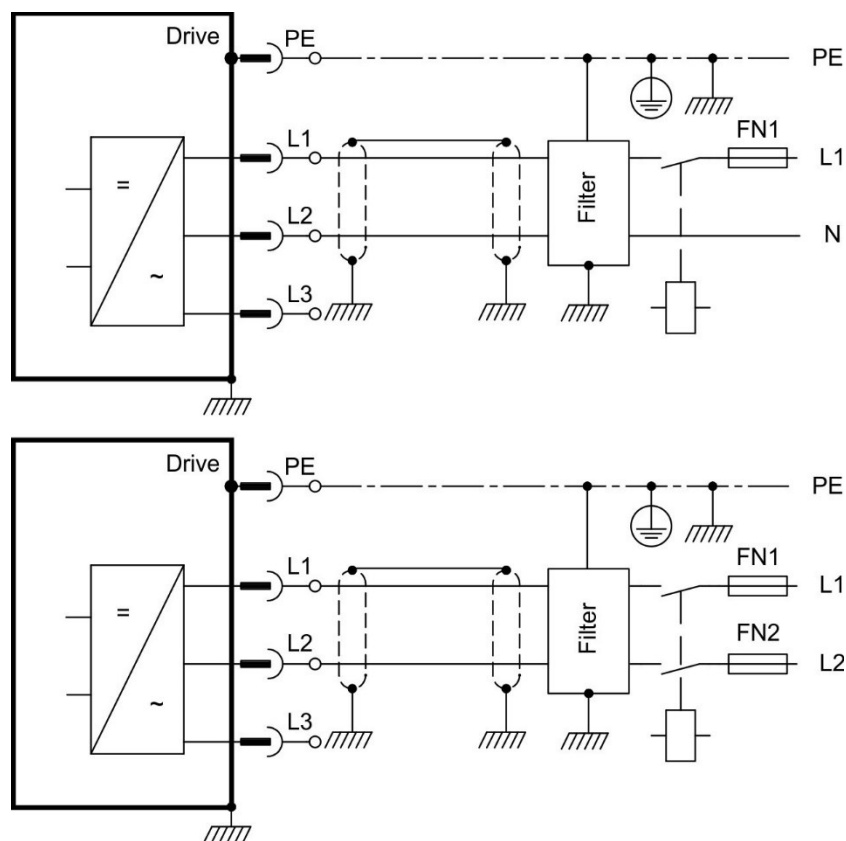 Drive
PE
PE
L1
FN1
L1
=
L2
Filter
N
~
L3
Drive
PE
PE
L1
FN1
L1
=
L2
Filter
FN2
L2
~
L3